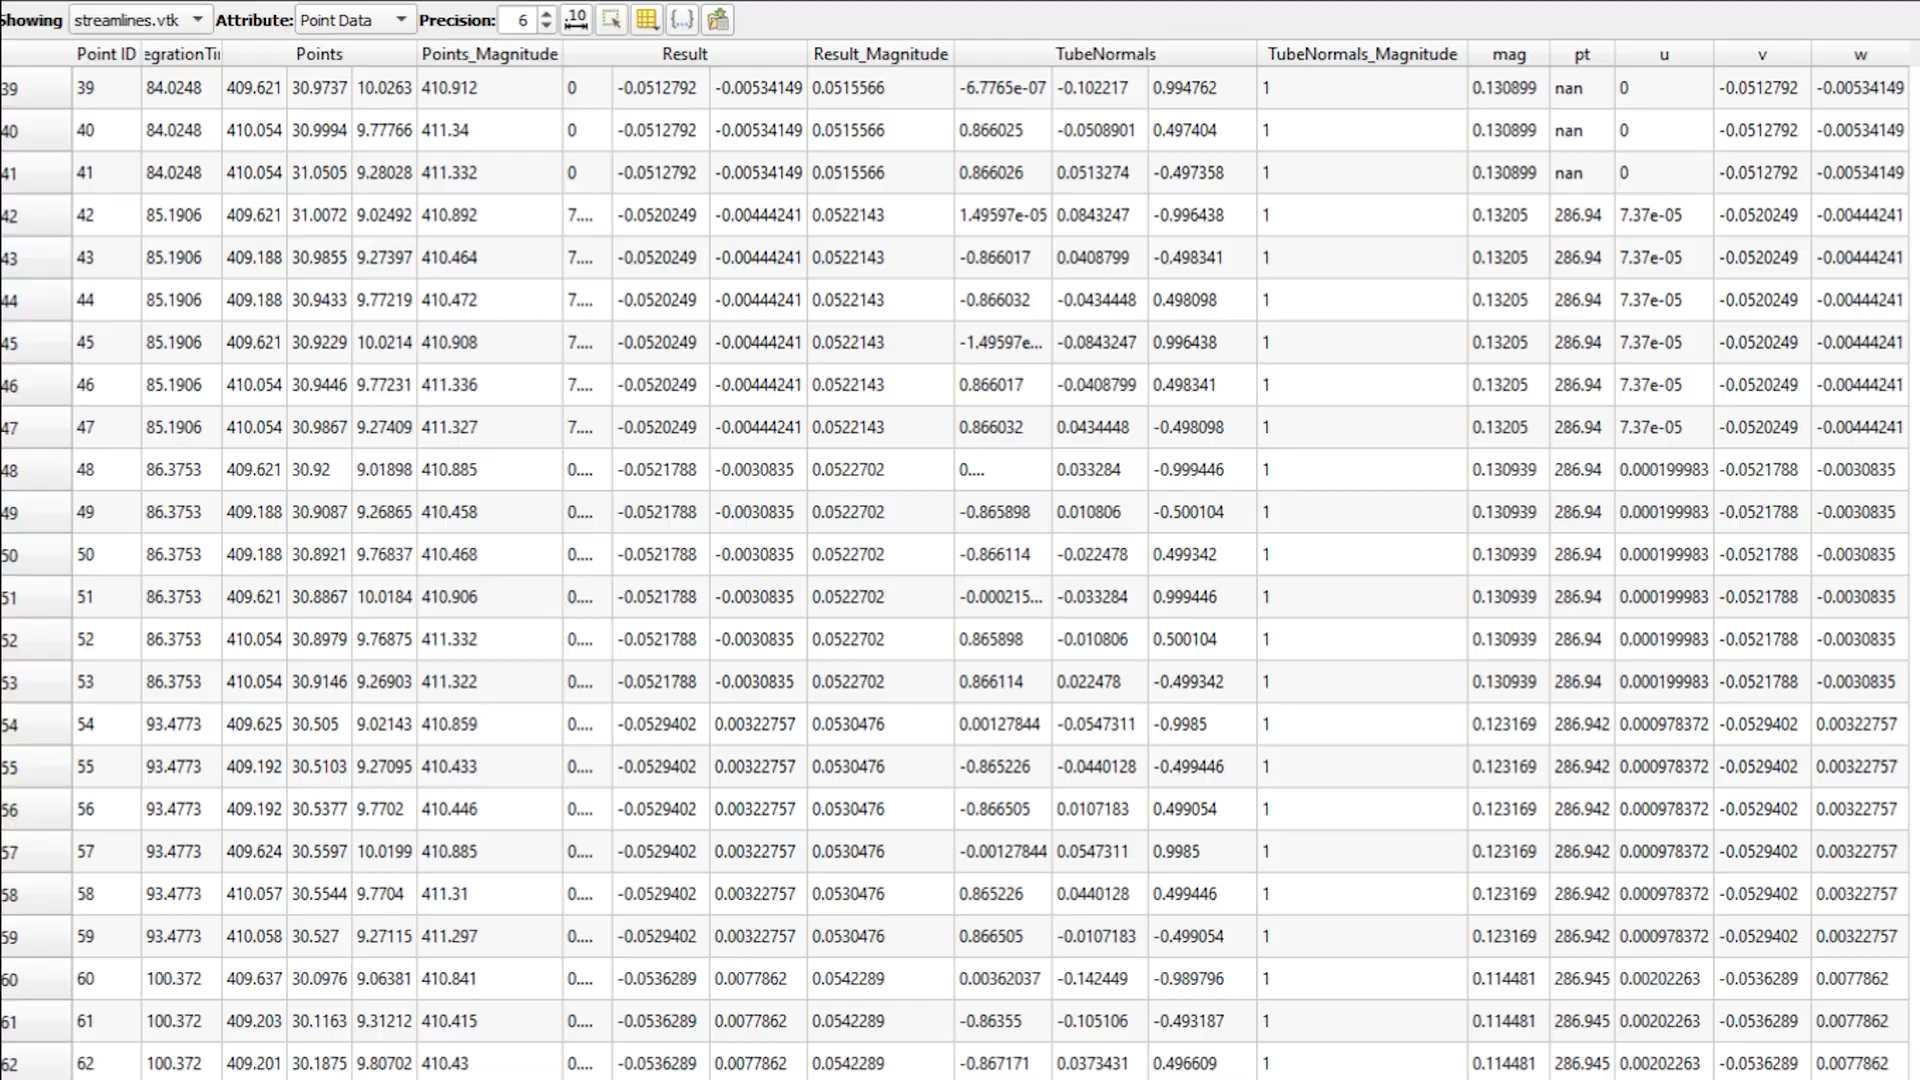 Showing streamlines.vtk Attribute: Point Data Precision: 6 .10 {...}
Point ID egrationTi Points Points_Magnitude Result Result_Magnitude TubeNormals TubeNormals_Magnitude mag pt u v w
39 39 84.0248 409.621 30.9737 10.0263 410.912 0 -0.0512792 -0.00534149 0.0515566 -6.7765e-07 -0.102217 0.994762 1 0.130899 nan 0 -0.0512792 -0.00534149
40 40 84.0248 410.054 30.9994 9.77766 411.34 0 -0.0512792 -0.00534149 0.0515566 0.866025 -0.0508901 0.497404 1 0.130899 nan 0 -0.0512792 -0.00534149
41 41 84.0248 410.054 31.0505 9.28028 411.332 0 -0.0512792 -0.00534149 0.0515566 0.866026 0.0513274 -0.497358 1 0.130899 nan 0 -0.0512792 -0.00534149
42 42 85.1906 409.621 31.0072 9.02492 410.892 7.... -0.0520249 -0.00444241 0.0522143 1.49597e-05 0.0843247 -0.996438 1 0.13205 286.94 7.37e-05 -0.0520249 -0.00444241
43 43 85.1906 409.188 30.9855 9.27397 410.464 7.... -0.0520249 -0.00444241 0.0522143 -0.866017 0.0408799 -0.498341 1 0.13205 286.94 7.37e-05 -0.0520249 -0.00444241
44 44 85.1906 409.188 30.9433 9.77219 410.472 7.... -0.0520249 -0.00444241 0.0522143 -0.866032 -0.0434448 0.498098 1 0.13205 286.94 7.37e-05 -0.0520249 -0.00444241
45 45 85.1906 409.621 30.9229 10.0214 410.908 7.... -0.0520249 -0.00444241 0.0522143 -1.49597e... -0.0843247 0.996438 1 0.13205 286.94 7.37e-05 -0.0520249 -0.00444241
46 46 85.1906 410.054 30.9446 9.77231 411.336 7.... -0.0520249 -0.00444241 0.0522143 0.866017 -0.0408799 0.498341 1 0.13205 286.94 7.37e-05 -0.0520249 -0.00444241
47 47 85.1906 410.054 30.9867 9.27409 411.327 7.... -0.0520249 -0.00444241 0.0522143 0.866032 0.0434448 -0.498098 1 0.13205 286.94 7.37e-05 -0.0520249 -0.00444241
48 48 86.3753 409.621 30.92 9.01898 410.885 0.... -0.0521788 -0.0030835 0.0522702 0.... 0.033284 -0.999446 1 0.130939 286.94 0.000199983 -0.0521788 -0.0030835
49 49 86.3753 409.188 30.9087 9.26865 410.458 0.... -0.0521788 -0.0030835 0.0522702 -0.865898 0.010806 -0.500104 1 0.130939 286.94 0.000199983 -0.0521788 -0.0030835
50 50 86.3753 409.188 30.8921 9.76837 410.468 0.... -0.0521788 -0.0030835 0.0522702 -0.866114 -0.022478 0.499342 1 0.130939 286.94 0.000199983 -0.0521788 -0.0030835
51 51 86.3753 409.621 30.8867 10.0184 410.906 0.... -0.0521788 -0.0030835 0.0522702 -0.000215... -0.033284 0.999446 1 0.130939 286.94 0.000199983 -0.0521788 -0.0030835
52 52 86.3753 410.054 30.8979 9.76875 411.332 0.... -0.0521788 -0.0030835 0.0522702 0.865898 -0.010806 0.500104 1 0.130939 286.94 0.000199983 -0.0521788 -0.0030835
53 53 86.3753 410.054 30.9146 9.26903 411.322 0.... -0.0521788 -0.0030835 0.0522702 0.866114 0.022478 -0.499342 1 0.130939 286.94 0.000199983 -0.0521788 -0.0030835
54 54 93.4773 409.625 30.505 9.02143 410.859 0.... -0.0529402 0.00322757 0.0530476 0.00127844 -0.0547311 -0.9985 1 0.123169 286.942 0.000978372 -0.0529402 0.00322757
55 55 93.4773 409.192 30.5103 9.27095 410.433 0.... -0.0529402 0.00322757 0.0530476 -0.865226 -0.0440128 -0.499446 1 0.123169 286.942 0.000978372 -0.0529402 0.00322757
56 56 93.4773 409.192 30.5377 9.7702 410.446 0.... -0.0529402 0.00322757 0.0530476 -0.866505 0.0107183 0.499054 1 0.123169 286.942 0.000978372 -0.0529402 0.00322757
57 57 93.4773 409.624 30.5597 10.0199 410.885 0.... -0.0529402 0.00322757 0.0530476 -0.00127844 0.0547311 0.9985 1 0.123169 286.942 0.000978372 -0.0529402 0.00322757
58 58 93.4773 410.057 30.5544 9.7704 411.31 0.... -0.0529402 0.00322757 0.0530476 0.865226 0.0440128 0.499446 1 0.123169 286.942 0.000978372 -0.0529402 0.00322757
59 59 93.4773 410.058 30.527 9.27115 411.297 0.... -0.0529402 0.00322757 0.0530476 0.866505 -0.0107183 -0.499054 1 0.123169 286.942 0.000978372 -0.0529402 0.00322757
60 60 100.372 409.637 30.0976 9.06381 410.841 0.... -0.0536289 0.0077862 0.0542289 0.00362037 -0.142449 -0.989796 1 0.114481 286.945 0.00202263 -0.0536289 0.0077862
61 61 100.372 409.203 30.1163 9.31212 410.415 0.... -0.0536289 0.0077862 0.0542289 -0.86355 -0.105106 -0.493187 1 0.114481 286.945 0.00202263 -0.0536289 0.0077862
62 62 100.372 409.201 30.1875 9.80702 410.43 0.... -0.0536289 0.0077862 0.0542289 -0.867171 0.0373431 0.496609 1 0.114481 286.945 0.00202263 -0.0536289 0.0077862